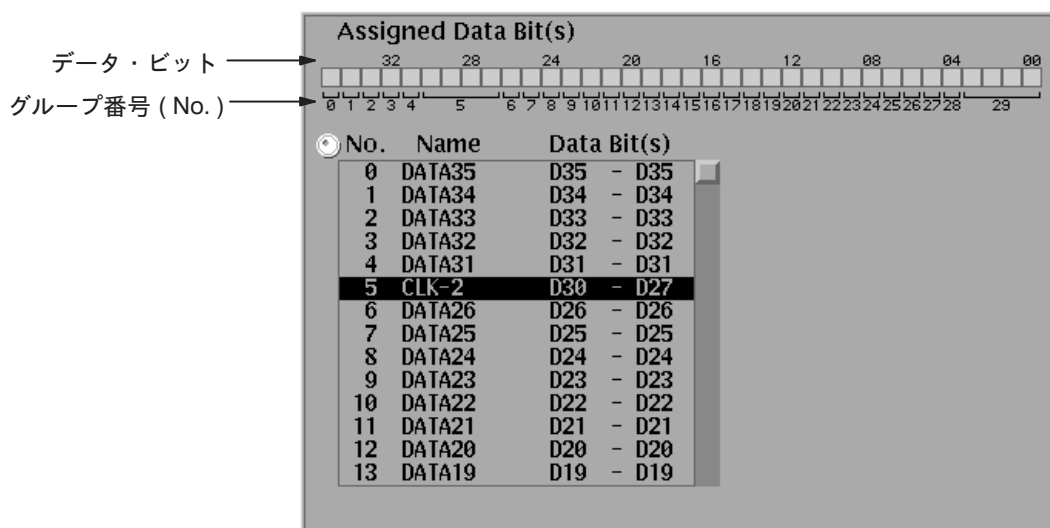 Assigned Data Bit(s)
データ・ビット
32 28 24 20 16 12 08 04 00
グループ番号 ( No. )
0 1 2 3 4 5 6 7 8 9 10 11 12 13 14 15 16 17 18 19 20 21 22 23 24 25 26 27 28 29
No. Name Data Bit(s)
0 DATA35 D35 - D35
1 DATA34 D34 - D34
2 DATA33 D33 - D33
3 DATA32 D32 - D32
4 DATA31 D31 - D31
5 CLK-2 D30 - D27
6 DATA26 D26 - D26
7 DATA25 D25 - D25
8 DATA24 D24 - D24
9 DATA23 D23 - D23
10 DATA22 D22 - D22
11 DATA21 D21 - D21
12 DATA20 D20 - D20
13 DATA19 D19 - D19